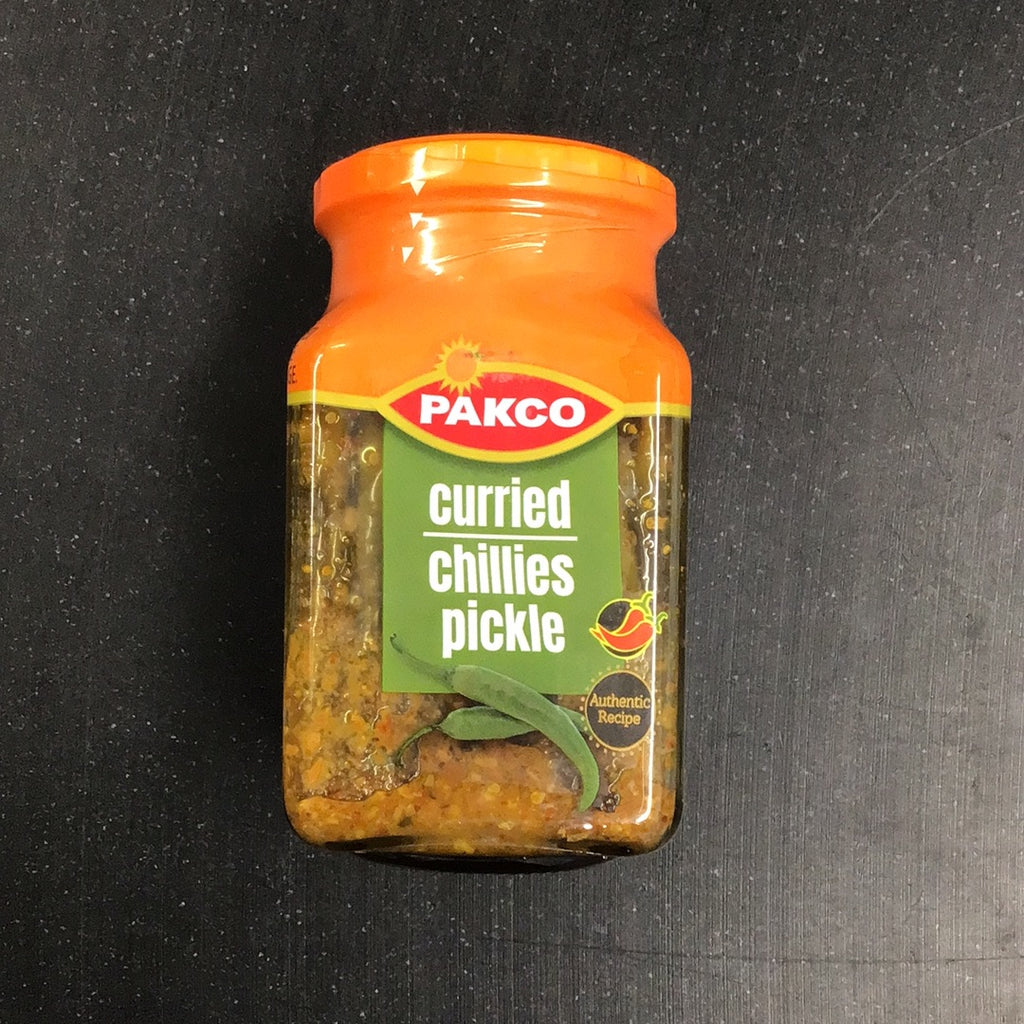 PAKCO
curried
chillies
pickle
Authentic
Recipe